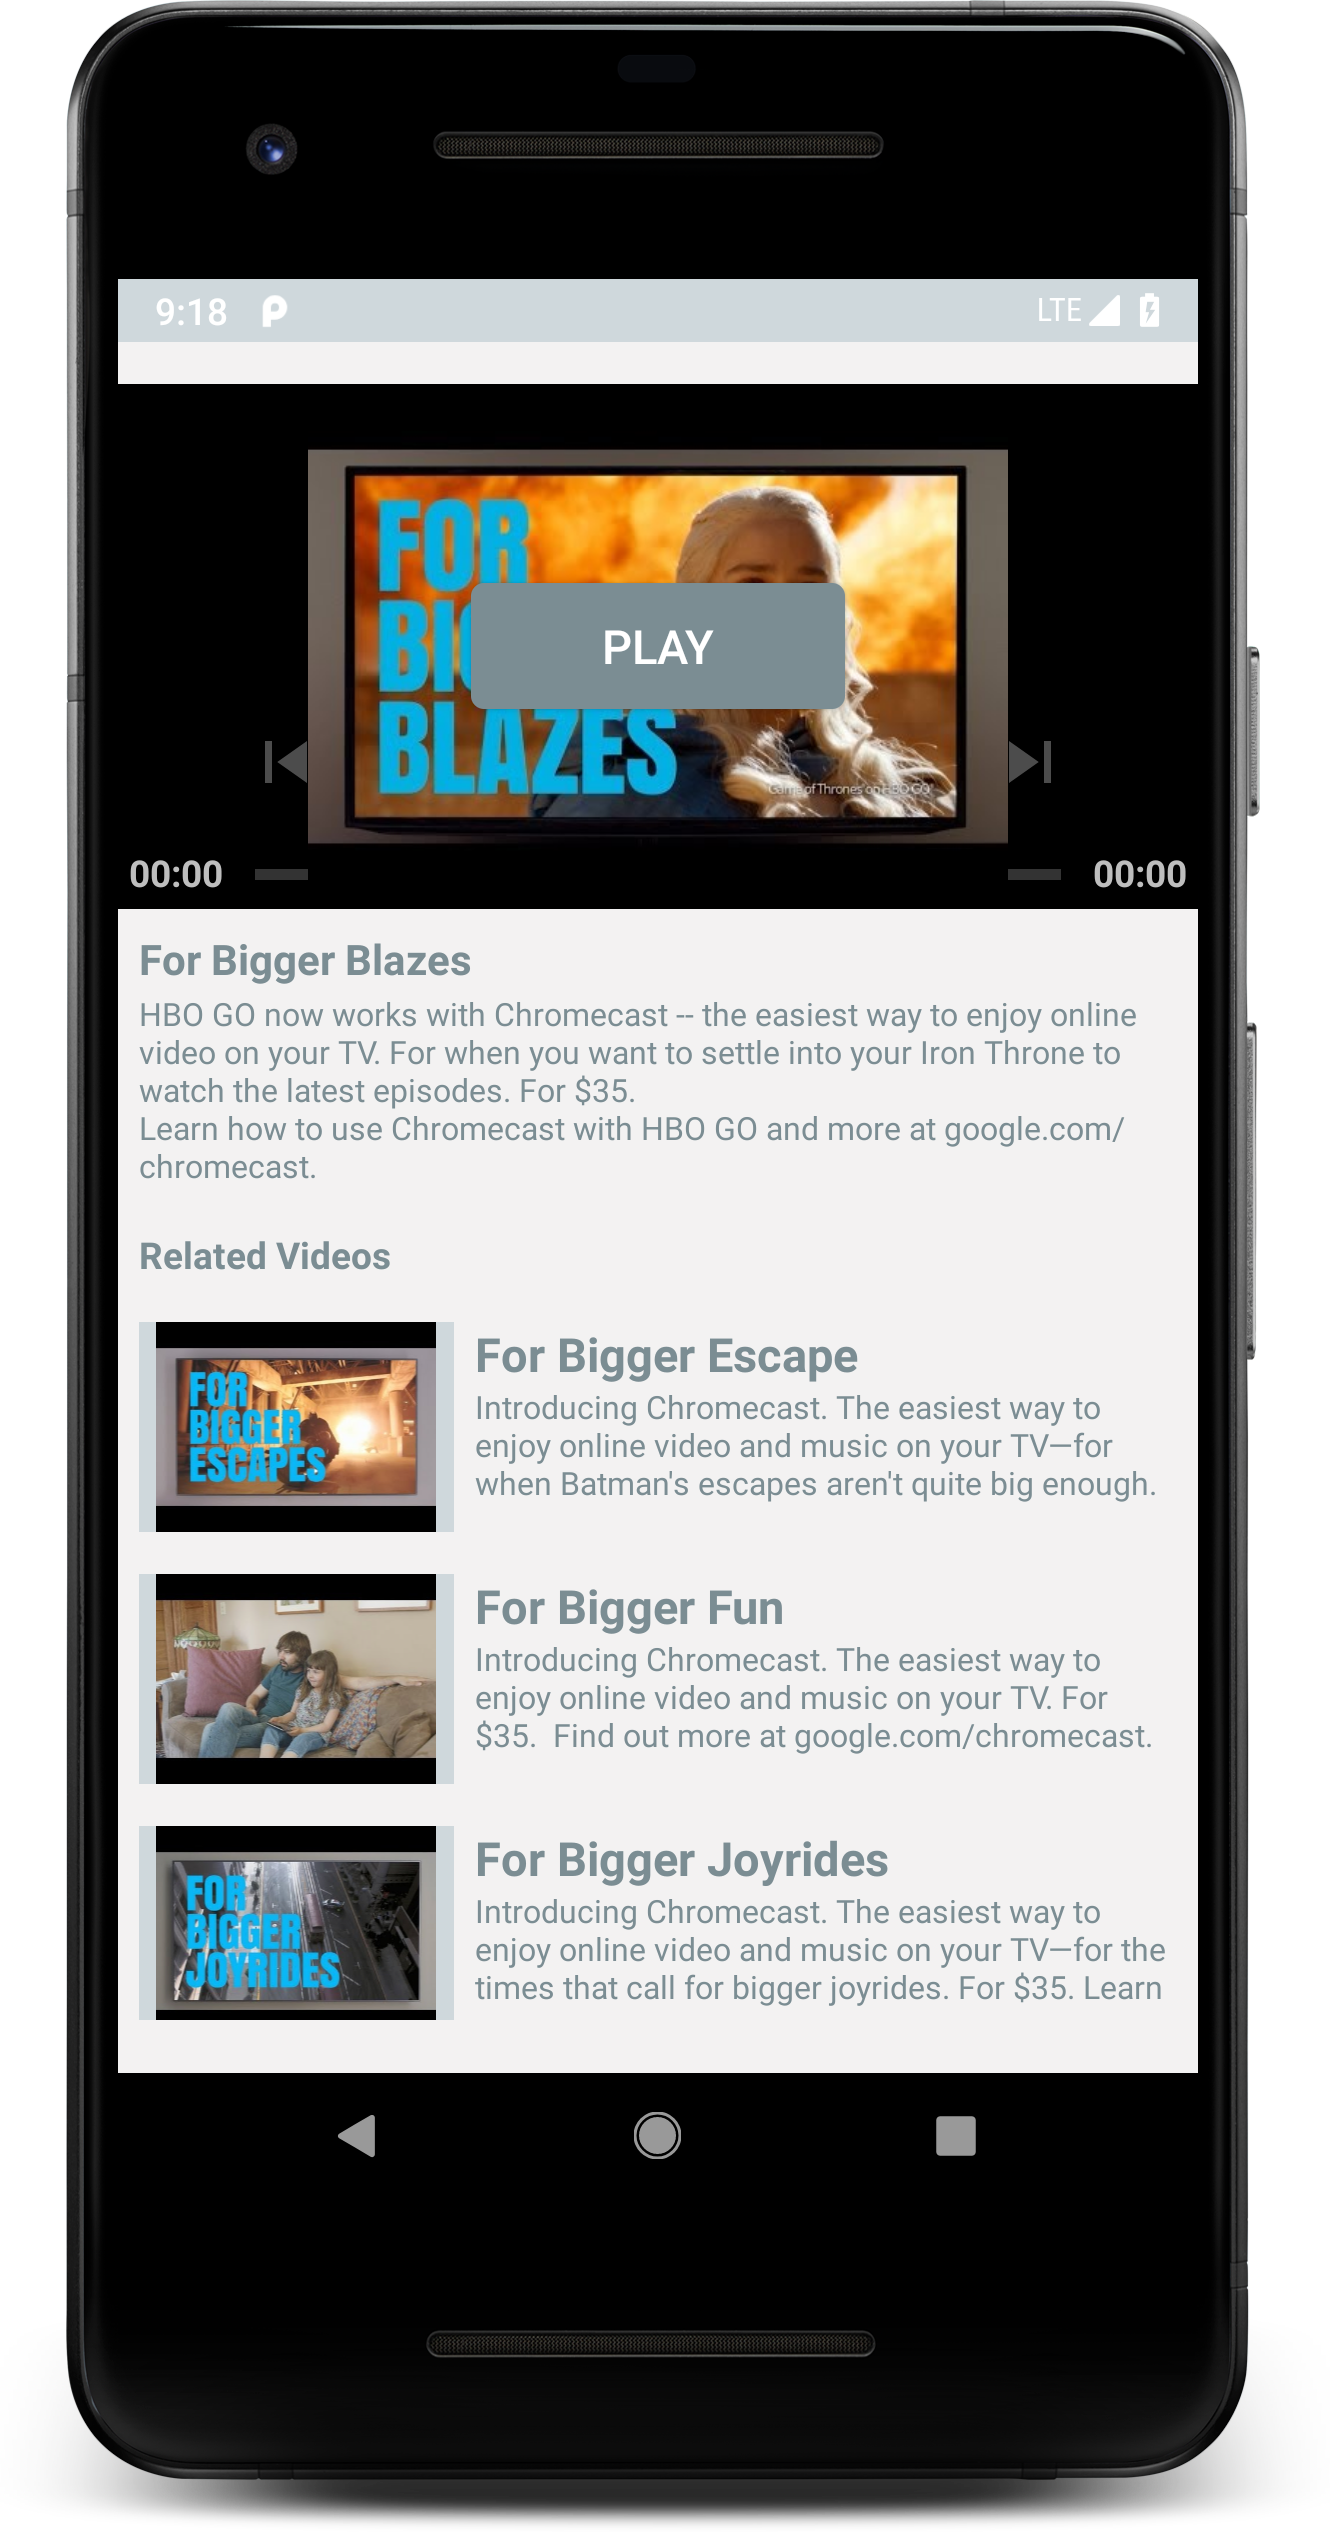 9:18
LTE
FOR
BIG
BLAZES
PLAY
Game of Thrones on HBO GO
00:00
00:00
For Bigger Blazes
HBO GO now works with Chromecast -- the easiest way to enjoy online
video on your TV. For when you want to settle into your Iron Throne to
watch the latest episodes. For $35.
Learn how to use Chromecast with HBO GO and more at google.com/
chromecast.
Related Videos
FOR
BIGGER
ESCAPES
For Bigger Escape
Introducing Chromecast. The easiest way to
enjoy online video and music on your TV—for
when Batman's escapes aren't quite big enough.
For Bigger Fun
Introducing Chromecast. The easiest way to
enjoy online video and music on your TV. For
$35.  Find out more at google.com/chromecast.
FOR
BIGGER
JOYRIDES
For Bigger Joyrides
Introducing Chromecast. The easiest way to
enjoy online video and music on your TV—for the
times that call for bigger joyrides. For $35. Learn